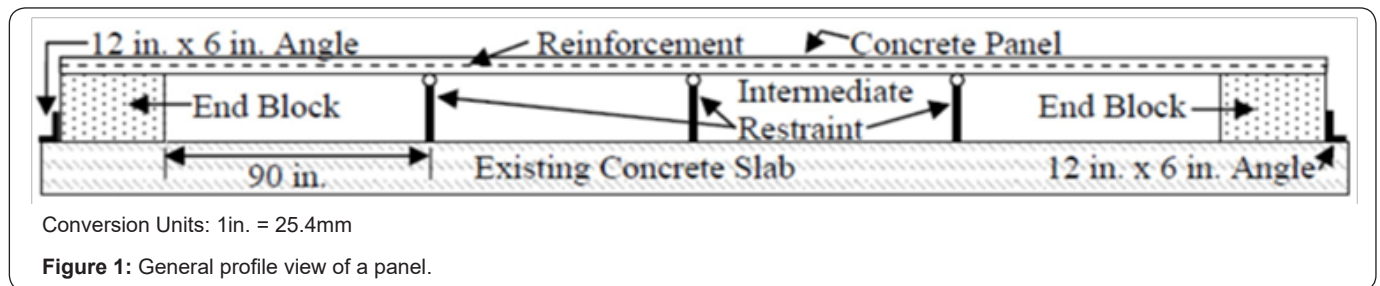 12 in. x 6 in. Angle Reinforcement Concrete Panel
End Block Intermediate Restraint End Block
90 in. Existing Concrete Slab 12 in. x 6 in. Angle
Conversion Units: 1in. = 25.4mm
Figure 1: General profile view of a panel.